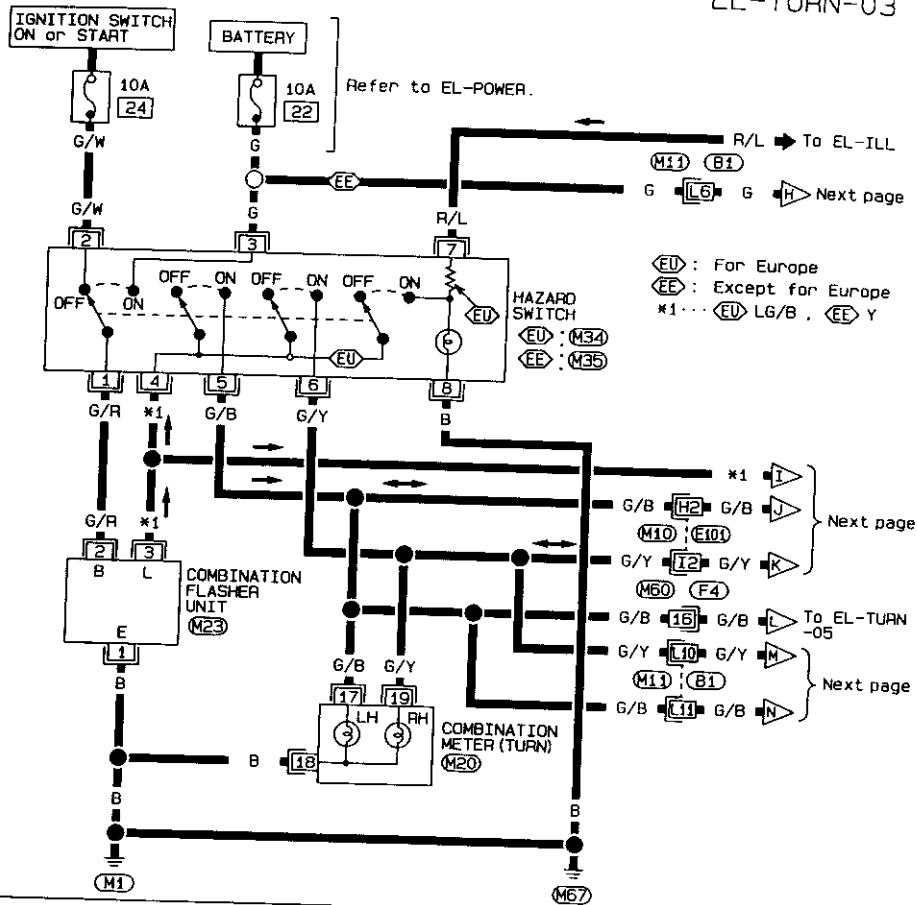 EL-TURN-03
IGNITION SWITCH
ON or START
BATTERY
10A
24
10A
22
Refer to EL-POWER.
G/W
G
R/L
To EL-ILL
M11
B1
EE
G
L6
G
H
Next page
G/W
G
R/L
2
3
7
EU : For Europe
EE : Except for Europe
*1··· EU LG/B , EE Y
OFF
ON
OFF
ON
OFF
ON
OFF
ON
EU
EU
HAZARD
SWITCH
EU : M34
EE : M35
1
4
5
6
8
G/R
*1
G/B
G/Y
B
*1
I
G/B
H2
G/B
J
Next page
M10
E101
G/Y
I2
G/Y
K
M60
F4
G/R
*1
2
3
B
L
E
1
COMBINATION
FLASHER
UNIT
M23
G/B
16
G/B
L
To EL-TURN
-05
G/Y
L10
G/Y
M
M11
B1
Next page
G/B
L11
G/B
N
B
G/B
G/Y
17
19
LH
RH
COMBINATION
METER (TURN)
M20
B
18
B
B
M1
M67